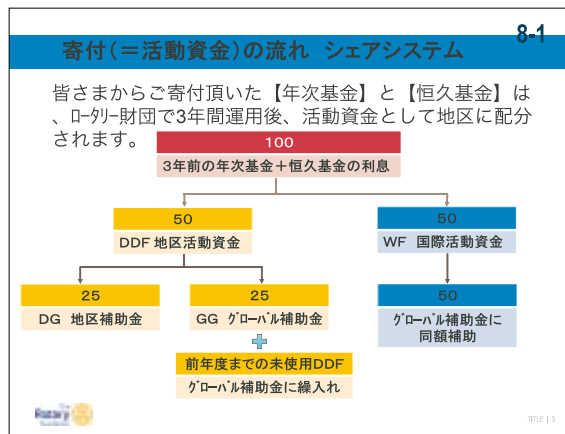 8-1
寄付(=活動資金)の流れ シェアシステム
皆さまからご寄付頂いた【年次基金】と【恒久基金】は
、ﾛｰﾀﾘｰ財団で3年間運用後、活動資金として地区に配分
されます。
100
3年前の年次基金+恒久基金の利息
50
DDF 地区活動資金
50
WF 国際活動資金
25
DG 地区補助金
25
GG ｸﾞﾛｰﾊﾞﾙ補助金
50
ｸﾞﾛｰﾊﾞﾙ補助金に
同額補助
前年度までの未使用DDF
ｸﾞﾛｰﾊﾞﾙ補助金に繰入れ
Rotary
TITLE | 3